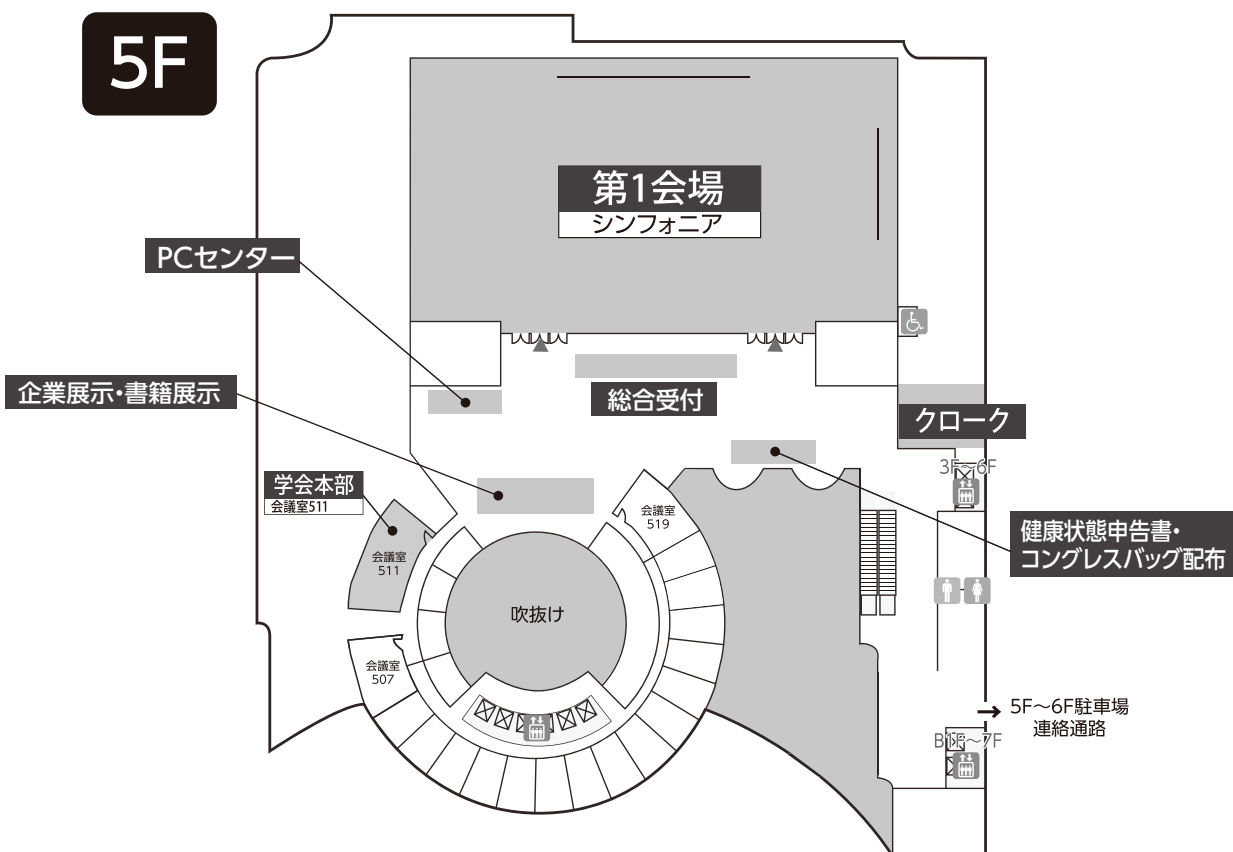 5F
第1会場
シンフォニア
PCセンター
企業展示・書籍展示
総合受付
クローク
3F～6F
学会本部
会議室511
会議室
511
会議室
519
健康状態申告書・
コングレスバッグ配布
吹抜け
会議室
507
5F～6F駐車場
連絡通路
B1F～7F